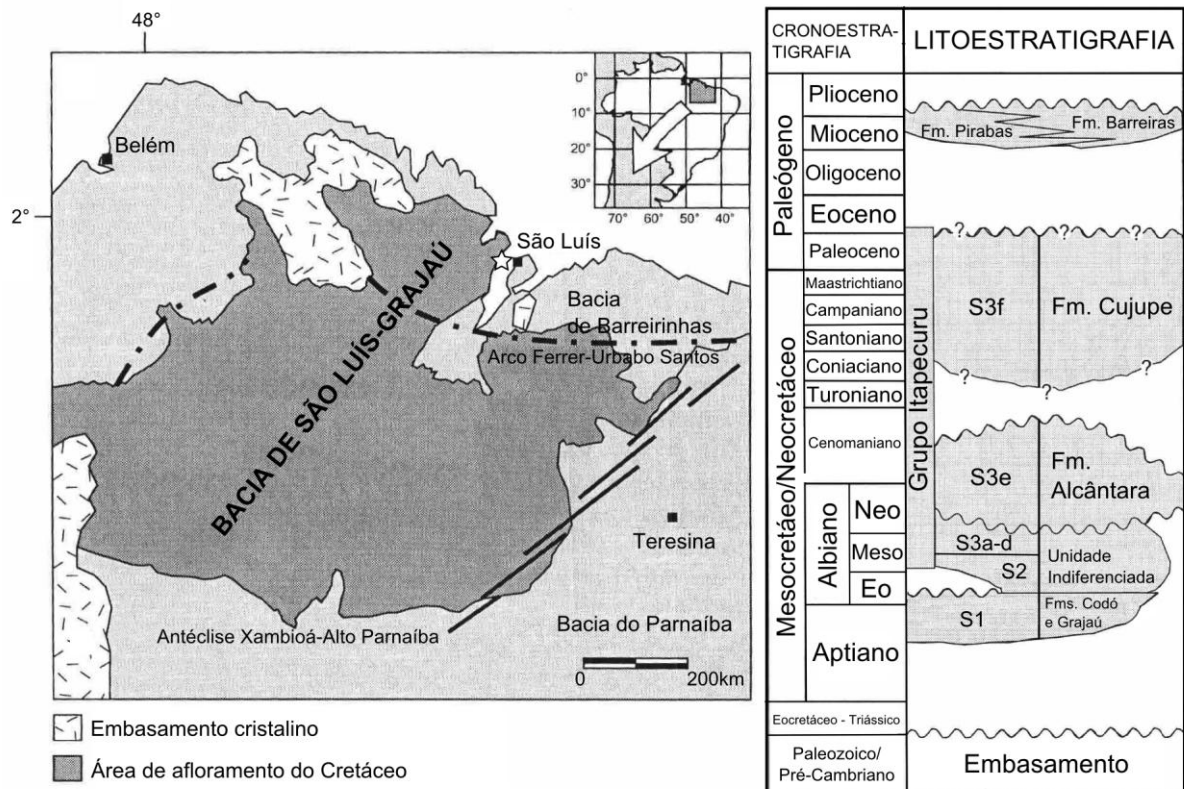 48°
2°
Belém
São Luís
BACIA DE SÃO LUÍS-GRAJAÚ
Bacia
de Barreirinhas
Arco Ferrer-Urbabo Santos
Teresina
Bacia do Parnaíba
Antéclise Xambioá-Alto Parnaíba
0 200km
0°
10°
20°
30°
70° 60° 50° 40°
Embasamento cristalino
Área de afloramento do Cretáceo
CRONOESTRA-
TIGRAFIA
LITOESTRATIGRAFIA
Paleógeno
Plioceno
Mioceno
Oligoceno
Eoceno
Paleoceno
Mesocretáeo/Neocretáceo
Maastrichtiano
Campaniano
Santoniano
Coniaciano
Turoniano
Cenomaniano
Albiano
Neo
Meso
Eo
Aptiano
Eocretáceo - Triássico
Paleozoico/
Pré-Cambriano
Fm. Pirabas
Fm. Barreiras
Grupo Itapecuru
? ? ?
S3f
Fm. Cujupe
? ? ?
S3e
Fm.
Alcântara
S3a-d
S2
Unidade
Indiferenciada
S1
Fms. Codó
e Grajaú
Embasamento